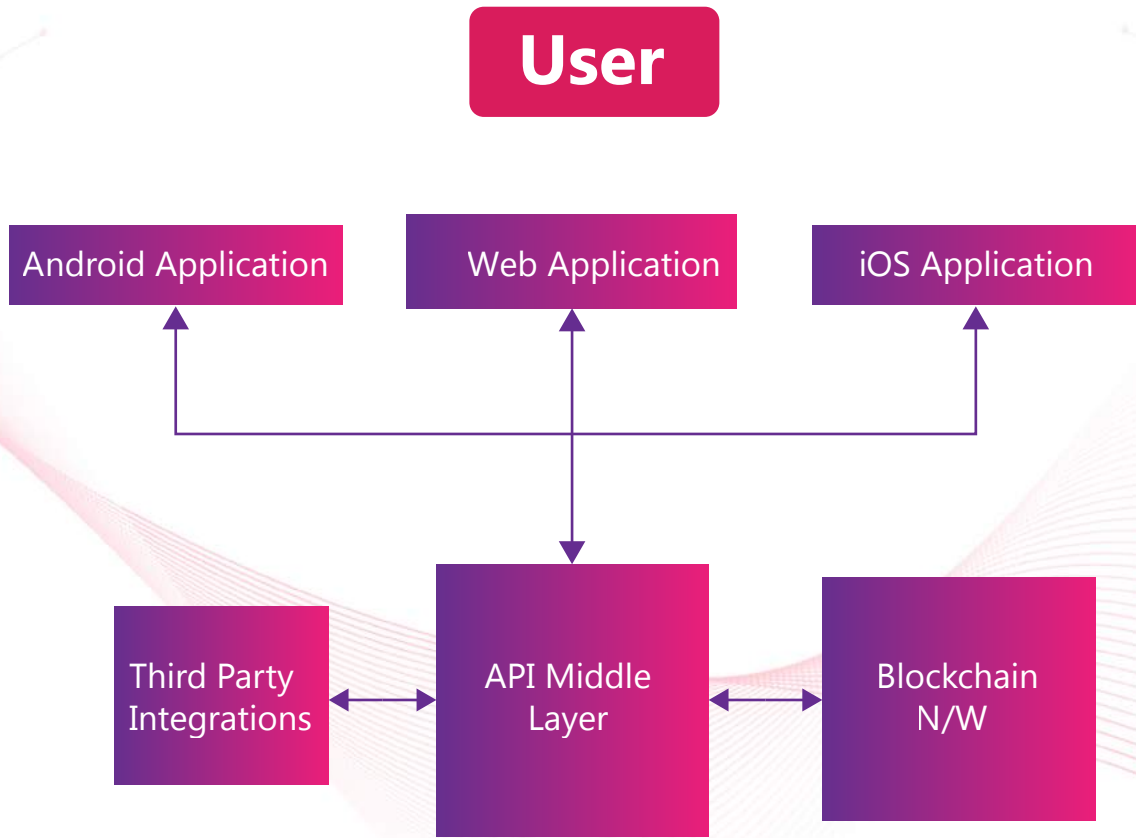 User
Android Application
Web Application
iOS Application
Third Party
Integrations
API Middle
Layer
Blockchain
N/W